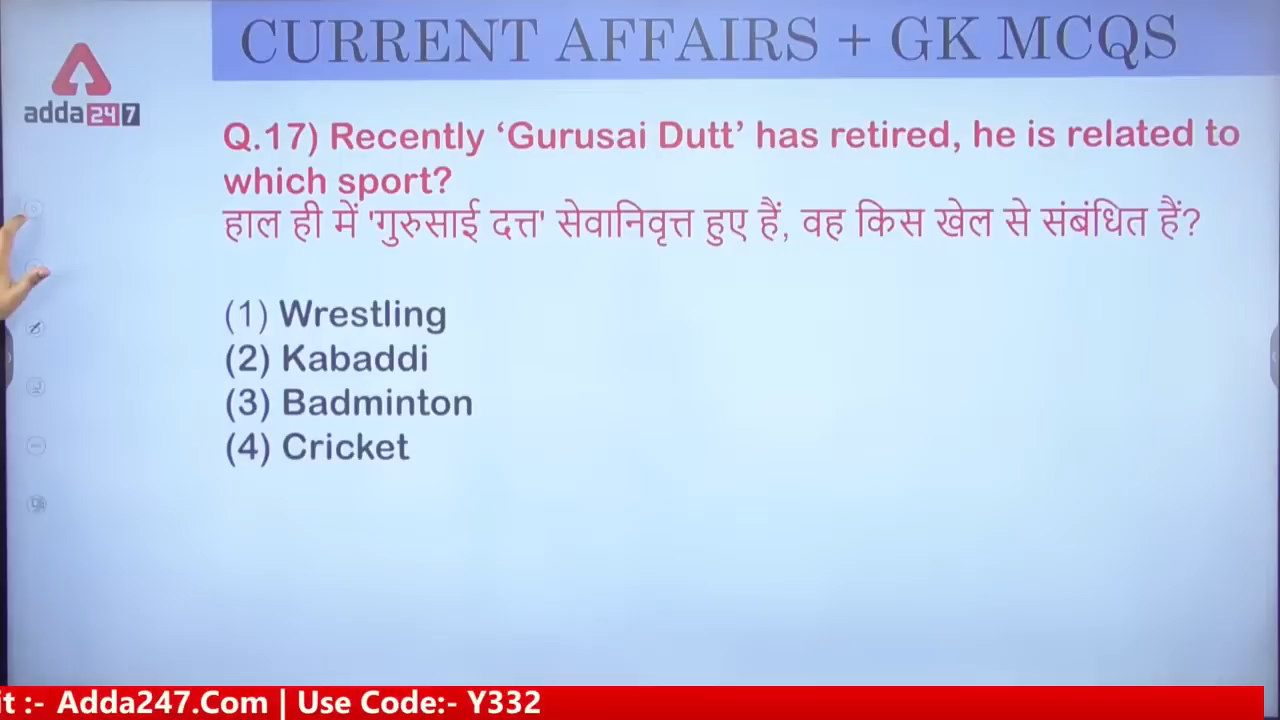 CURRENT AFFAIRS + GK MCQS
adda247
Q.17) Recently ‘Gurusai Dutt’ has retired, he is related to
which sport?
हाल ही में 'गुरुसाई दत्त' सेवानिवृत्त हुए हैं, वह किस खेल से संबंधित हैं?
(1) Wrestling
(2) Kabaddi
(3) Badminton
(4) Cricket
:- Adda247.Com | Use Code:- Y332